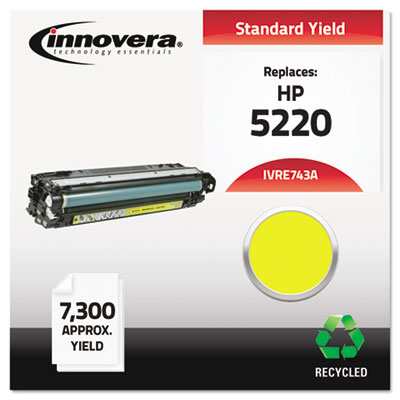 innovera
technology essentials
Standard Yield
Replaces:
HP
5220
IVRE743A
7,300
APPROX.
YIELD
RECYCLED